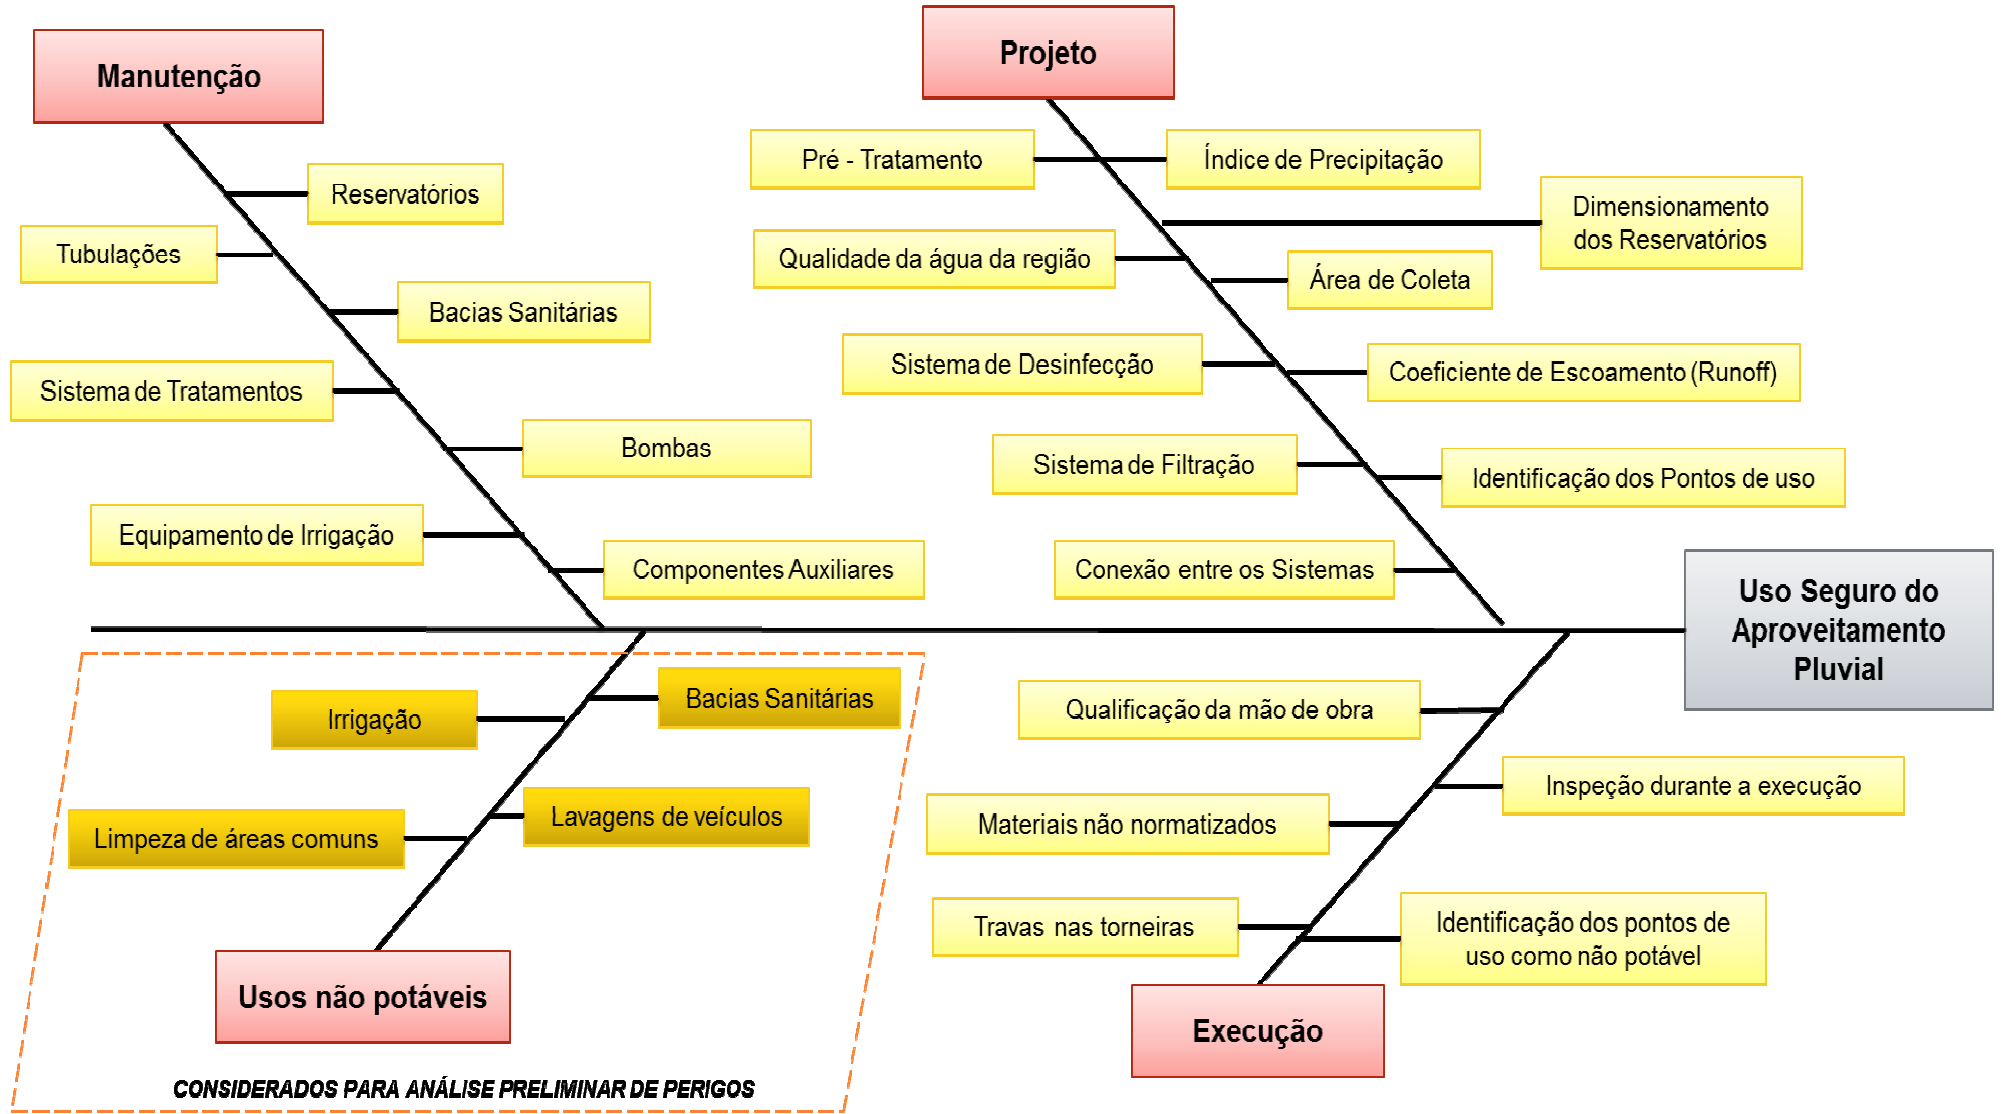 Manutenção
Reservatórios
Tubulações
Bacias Sanitárias
Sistema de Tratamentos
Bombas
Equipamento de Irrigação
Componentes Auxiliares
Projeto
Pré - Tratamento
Índice de Precipitação
Dimensionamento
dos Reservatórios
Qualidade da água da região
Área de Coleta
Sistema de Desinfecção
Coeficiente de Escoamento (Runoff)
Sistema de Filtração
Identificação dos Pontos de uso
Conexão entre os Sistemas
Uso Seguro do
Aproveitamento
Pluvial
Bacias Sanitárias
Irrigação
Lavagens de veículos
Limpeza de áreas comuns
Usos não potáveis
CONSIDERADOS PARA ANÁLISE PRELIMINAR DE PERIGOS
Qualificação da mão de obra
Inspeção durante a execução
Materiais não normatizados
Travas nas torneiras
Identificação dos pontos de
uso como não potável
Execução